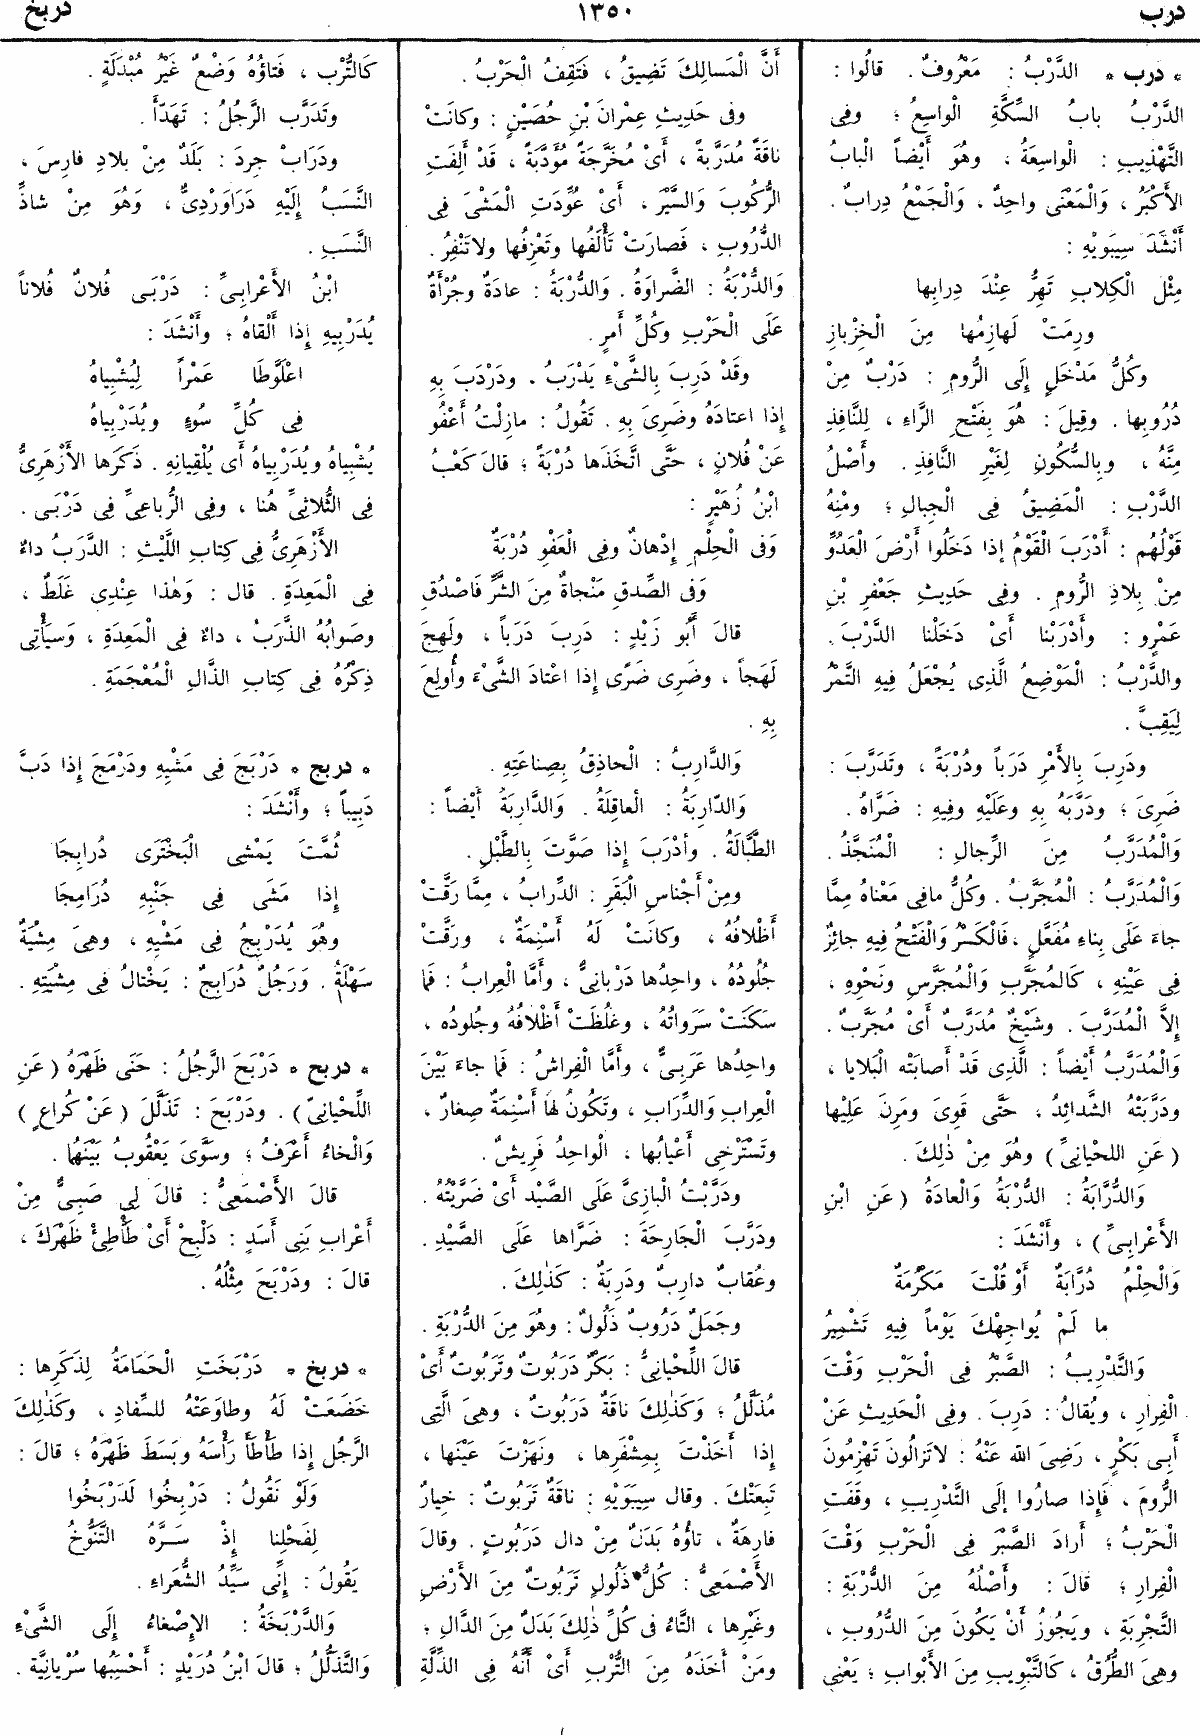 درب
١٣٥٠
دربخ
* درب * الدَّرْبُ : مَعْرُوفٌ. قالُوا :
الدَّرْبُ بابُ السِّكَّةِ الْواسِعُ ؛ وفِى
التَّهْذِيبِ : الْواسِعَةُ ، وهُوَ أَيْضاً الْبابُ
الأَكْبَرُ ، وَالْمَعْنَى واحِدٌ ، وَالْجَمْعُ دِرابٌ .
أَنْشَدَ سِيبَوَيْهِ :
مِثْل الْكِلابِ تَهِرُّ عِنْدَ دِرابِها
ورِمَتْ لَهازِمُها مِنَ الْخِزْبازِ
وكُلُّ مَدْخَلٍ إِلَى الرُّومِ : دَرْبٌ مِنْ
دُرُوبِها . وقِيلَ : هُوَ بِفَتْحِ الرَّاءِ ، لِلنَّافِذِ
مِنْهُ ، وبِالسُّكُونِ لِغَيْرِ النَّافِذِ . وأَصْلُ
الدَّرْبِ : الْمَضِيقُ فِى الْجِبالِ ؛ ومِنْهُ
قَوْلُهُم : أَدْرَبَ الْقَوْمُ إذا دَخَلُوا أَرْضَ الْعَدُوِّ
مِنْ بِلادِ الرُّومِ . وفِى حَدِيثِ جَعْفَرِ بْنِ
عَمْرٍو : وأَدْرَبْنا أَىْ دَخَلْنا الدَّرْبَ .
والدَّرْبُ : الْمَوْضِعُ الَّذِى يُجْعَلُ فِيهِ التَّمْرُ
لِيَقِبَّ .
ودَرِبَ بِالأَمْرِ دَرَباً ودُرْبَةً ، وتَدَرَّبَ :
ضَرِىَ ؛ ودَرَّبَهُ بِهِ وعَلَيْهِ وفِيهِ : ضَرَّاهُ .
وَالْمُدَرَّبُ مِنَ الرِّجالِ : الْمُنَجَّذُ .
وَالْمُدَرَّبُ : الْمُجَرَّبُ . وكُلُّ مافِى مَعْناهُ مِمَّا
جاءَ عَلَى بِناءِ مُفَعَّلٍ ، فَالْكَسْرُ وَالْفَتْحُ فِيهِ جائِزٌ
فِى عَيْنِهِ ، كَالمُجَرَّبِ وَالْمُجَرَّسِ ونَحْوِهِ ،
إِلاَّ الْمُدَرَّبَ . وشَيْخٌ مُدَرَّبٌ أَىْ مُجَرَّبٌ .
وَالْمُدَرَّبُ أَيْضاً : الَّذِى قَدْ أَصابَتْه الْبَلايا ،
ودَرَّبَتْهُ الشَّدائِدُ ، حَتَّى قَوِىَ ومَرِنَ عَلَيْها
( عَنِ اللحْيانِىِّ ) وهُوَ مِنْ ذٰلِكَ .
وَالدُّرَّابَةُ : الدُّرْبَةُ وَالْعادَةُ ( عَنِ ابْنِ
الأَعْرابِىِّ ) ، وأَنْشَدَ :
وَالْحِلْمُ دُرَّابَةٌ أَوْ قُلْتَ مَكْرُمَةٌ
ما لَمْ يُواجِهْكَ يَوْماً فِيهِ تَشْمِيرُ
وَالتَّدْرِيبُ : الصَّبْرُ فِى الْحَرْبِ وَقْتَ
الْفِرارِ ، ويُقالُ : دَرِبَ . وفِى الْحَدِيثِ عَنْ
أَبِى بَكْرٍ ، رَضِىَ الله عَنْهُ : لاتَزالُونَ تَهْزِمُونَ
الرُّومَ ، فَإِذا صارُوا إلَى التَّدْرِيبِ ، وقَفَتِ
الْحَرْبُ ؛ أَرادَ الصَّبْرَ فِى الْحَرْبِ وَقْتَ
الْفِرارِ ؛ قالَ : وأَصْلُهُ مِنَ الدُّرْبَةِ :
التَّجْرِبَةِ ، ويَجُوزُ أَنْ يَكُونَ مِنَ الدُّرُوبِ ،
وهِىَ الطُّرُقُ ، كَالتَّبْوِيبِ مِنَ الأَبْوابِ ؛ يَعْنِى
أَنَّ الْمَسالِكَ تَضِيقُ ، فَتَقِفُ الْحَرْبُ .
وفى حَدِيثِ عِمْرانَ بْنِ حُصَيْنٍ : وكانَتْ
ناقَةً مُدَرَّبَةً ، أَىْ مُخَرَّجَةً مُؤَدَّبَةً ، قَدْ أَلِفَتِ
الرُّكُوبَ وَالسَّيْرَ ، أَىْ عُوِّدَتِ الْمَشْىَ فِى
الدُّرُوبِ ، فَصارَتْ تَأْلَفُها وتَعْرِفُها ولاتَنْفِرُ .
وَالدُّرْبَةُ : الضَّراوَةُ . وَالدُّرْبَةُ : عادَةٌ وجُرْأَةٌ
عَلَى الْحَرْبِ وكُلِّ أَمرٍ .
وقَدْ دَرِبَ بِالشَّىْءِ يَدْرَبُ . ودَرْدَبَ بِهِ
إِذا اعتادَهُ وضَرِىَ بِهِ . تَقُولُ : مازِلْتُ أَعْفُو
عَنْ فُلانٍ ، حَتَّى اتَّخَذَها دُرْبَةً ؛ قالَ كَعْبُ
ابْنُ زُهَيْرٍ :
وَفى الْحِلْمِ إِدْهانٌ وفِى الْعَفْوِ دُرْبَةٌ
وَفى الصِّدقِ مَنْجاةٌ مِنَ الشَّرِّ فَاصْدُقِ
قالَ أَبُو زَيْدٍ : دَرِبَ دَرَباً ، ولَهِجَ
لَهَجاً ، وضَرِىَ ضَرًى إِذا اعْتادَ الشَّىْءَ وأُولِعَ
بِهِ .
وَالدَّارِبُ : الْحاذِقُ بِصِناعَتِهِ .
وَالدّارِبَةُ : الْعاقِلَةُ . وَالدَّارِبَةُ أَيْضاً :
الطَّبَّالَةُ . وأَدْرَبَ إِذا صَوَّتَ بِالطَّبْلِ .
ومِنْ أَجْناسِ الْبَقَرِ : الدِّرابُ ، مِمَّا رَقَّتْ
أَظْلافُهُ ، وكانَتْ لَهُ أَسْنِمَةٌ ، ورَقَّتْ
جُلُودُهُ ، واحِدُها دَرْبانِىٌّ ، وأَمَّا الْعِرابُ : فَما
سَكَنَتْ سَرَواتُهُ ، وغَلُظَتْ أَظْلافُهُ وجُلودُه ،
واحِدُها عَرَبِىٌّ ، وأَمَّا الْفِراشُ : فَما جاءَ بَيْنَ
الْعِرابِ وَالدِّرَابِ ، وتَكُونُ لَها أَسْنِمَةٌ صِغارٌ ،
وتَسْتَرْخِى أَعْيابُها ، الْواحِدُ فَرِيشٌ .
ودَرَّبْتُ الْبازِىَّ عَلَى الصَّيْد أَىْ ضَرَّيْتُهُ .
ودَرَّبَ الْجارِحَةَ : ضَرَّاها عَلَى الصَّيْدِ .
وعُقابٌ دارِبٌ ودَرِبَةٌ : كَذٰلِكَ .
وجَمَلٌ دَرُوبٌ ذَلُولٌ : وهُوَ مِنَ الدُّرْبَةِ .
قالَ اللِّحْيانِىُّ : بَكْرٌ دَرَبُوتٌ وتَرَبُوتٌ أَىْ
مُذَلَّلٌ ؛ وَكَذٰلِكَ ناقَةٌ دَرَبُوتٌ ، وهِىَ الَّتِى
إِذا أَخَذْتَ بِمِشْفَرِها ، ونَهَزْتَ عَيْنَها ،
تَبِعَتْكَ . وقال سِيبَوَيْهِ : ناقَةٌ تَرَبُوتٌ : خِيارٌ
فارِهَةٌ ، تاؤُهُ بَدَلٌ مِنْ دال دَرَبُوتٍ . وقالَ
الأَصْمَعِىُّ : كُلُّ ذَلُولٍ تَرَبُوتٌ مِنَ الأَرْضِ
وغَيْرِها ، التَّاءُ فى كُلِّ ذٰلِكَ بَدَلٌ مِنَ الدَّالِ ؛
ومَنْ أَخَذَهُ مِنَ التُّرْبِ أَىْ أَنَّهُ فِى الذِّلَّةِ
كَالتُّرْبِ ، فَتاؤُهُ وَضْعٌ غَيْرُ مُبْدَلَةٍ .
وتَدَرَّبَ الرَّجُلُ : تَهَدَّأَ .
ودَرَابْ جِردَ : بَلَدٌ مِنْ بلادِ فارِسَ ،
النَّسَبُ إِلَيْهِ دَرَاوَرْدِىٌّ ، وَهُوَ مِنْ شاذِّ
النَّسَبِ .
ابْنُ الأَعْرابِىِّ : دَرْبَى فُلانٌ فُلاناً
يُدَرْبِيهِ إِذا أَلْقاهُ ؛ وأَنْشَدَ :
اعْلَوَّطَا عَمْراً لِيُشْبِياهُ
فِى كُلِّ سُوءٍ ويُدَرْبِياهُ
يُشْبِياهُ ويُدَرْبِياهُ أَى يُلْقِيانِهِ . ذَكَرَها الأَزْهَرِىُّ
فِى الثُّلاثِىِّ هُنا ، وفِى الرُّباعِىِّ فِى دَرْبَى .
الأَزْهَرِىُّ فِى كِتابِ اللَّيْثِ : الدَّرَبُ داءٌ
فِى الْمَعِدَةِ . قال : وَهٰذا عِنْدِى غَلَطٌ ،
وصَوابُهُ الذَّرَبُ ، داءٌ فِى الْمَعِدَةِ ، وَسيَأْتِى
ذِكْرُهُ فِى كِتابِ الذَّالِ الْمُعْجَمَةِ .
* دربج * دَرْبَجَ فِى مَشْيِهِ ودَرْمَجَ إِذا دَبَّ
دَبِيباً ؛ وأَنْشَدَ :
ثُمَّتَ يَمْشِى الْبَخْتَرَى دُرابِجَا
إِذا مَشَى فِى جَنْبِهِ دُرَامِجَا
وهُوَ يُدَرْبِجُ فِى مَشْيِهِ ، وهِىَ مِشْيَةٌ
سَهْلَةٌ . وَرَجُلٌ دُرَابِجٌ : يَخْتالُ فِى مِشْيَتِهِ .
* دربح * دَرْبَحَ الرَّجُلُ : حَنَى ظَهْرَهُ ( عَنِ
اللِّحْيانِىّ ) . ودَرْبَحَ : تَذَلَّلَ ( عَنْ كُراعٍ )
وَالْخاءُ أَعْرَفُ ؛ وسَوَّى يَعْقُوبُ بَيْنَهُما .
قالَ الأَصْمَعِىُّ : قالَ لِى صَبِىٌّ مِنْ
أَعْرابِ بَنِى أَسَدٍ : دَلْبِحْ أَىْ طَأْطِئْ ظَهْرَكَ ،
قالَ : ودَرْبَحَ مِثْلُهُ .
* دربخ * دَرْبَخَتِ الْحَمَامَةُ لِذَكَرِها :
خَضَعَتْ لَهُ وطاوَعَتْهُ للسِّفادِ ، وكَذٰلِكَ
الرَّجُل إِذا طَأْطَأَ رَأْسَهُ وبَسَطَ ظَهْرَهُ ؛ قالَ :
وَلَوْ نَقُولُ : دَرْبِخُوا لَدَرْبَخُوا
لِفَحْلِنا إِذْ سَرَّهُ التَّنَوُّخُ
يَقُولُ : إِنِّى سَيِّدُ الشُّعَراءِ .
وَالدَّرْبَخَةُ : الإِصْغاءُ إِلَى الشَّىْءِ
وَالتَّذَلُّلُ ؛ قالَ ابْنُ دُرَيْدٍ : أَحْسَِبُها سُرْيانِيَّة .